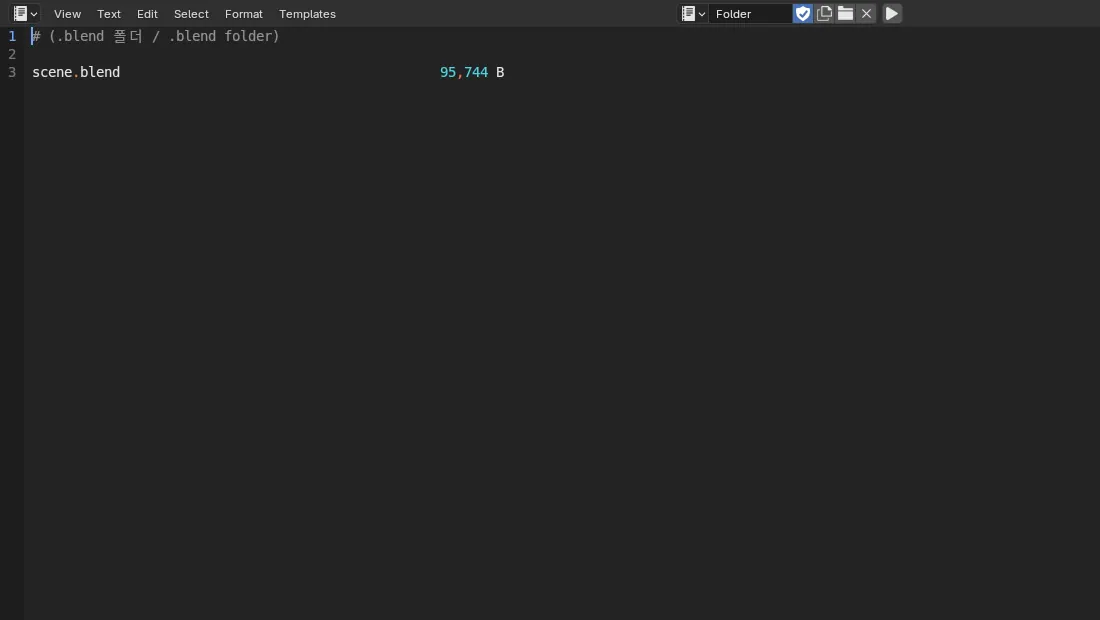 View Text Edit Select Format Templates Folder
1 # (.blend 폴더 / .blend folder)
2
3 scene.blend 95,744 B